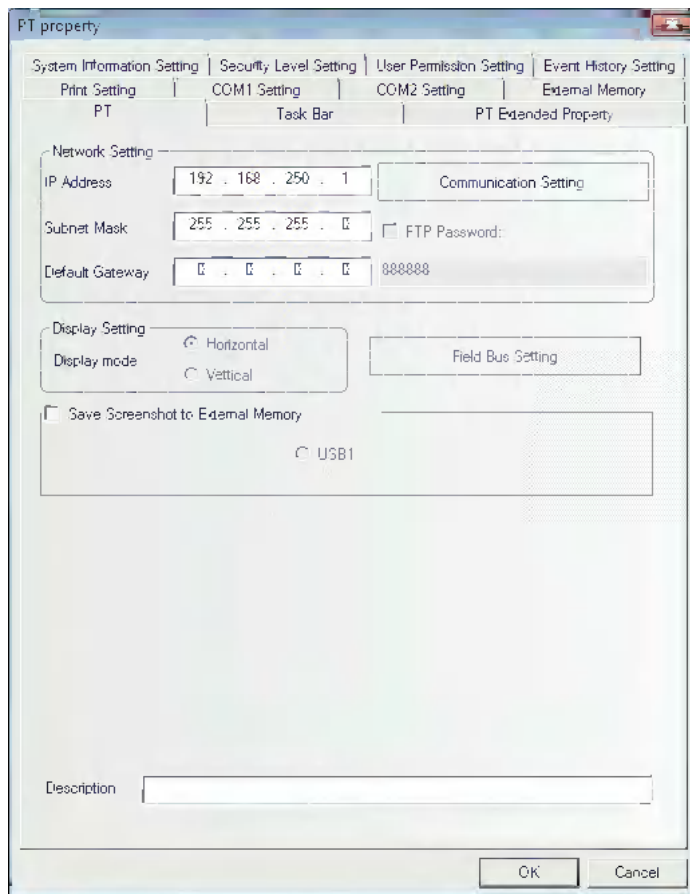 PT property
System Information Setting | Security Level Setting | User Permission Setting | Event History Setting
Print Setting | COM1 Setting | COM2 Setting | External Memory
PT | Task Bar | PT Extended Property
Network Setting
IP Address 192 . 168 . 250 . 1 Communication Setting
Subnet Mask 255 . 255 . 255 . 0 FTP Password:
Default Gateway 0 . 0 . 0 . 0 888888
Display Setting
Display mode Horizontal Field Bus Setting
Vertical
Save Screenshot to External Memory
USB1
Description
OK Cancel